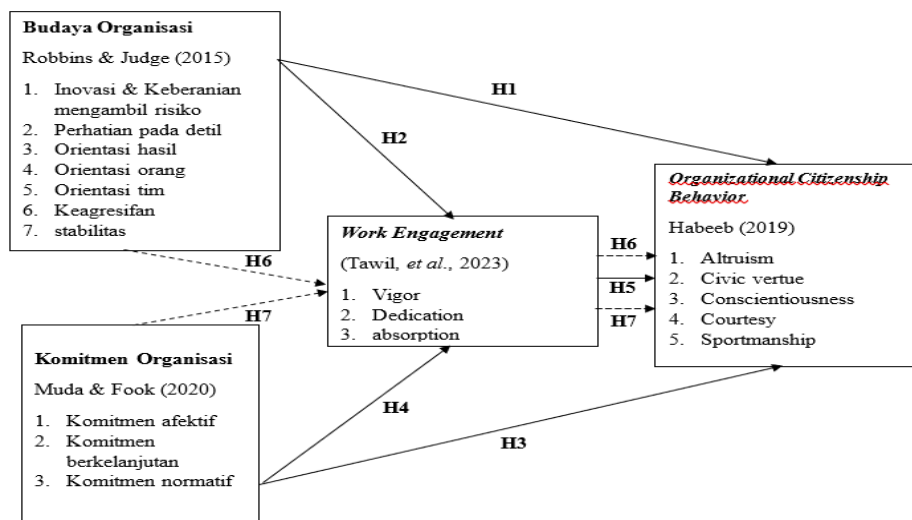 Budaya Organisasi
Robbins & Judge (2015)
1. Inovasi & Keberanian
mengambil risiko
2. Perhatian pada detil
3. Orientasi hasil
4. Orientasi orang
5. Orientasi tim
6. Keagresifan
7. stabilitas
H1
H2
Organizational Citizenship
Behavior
Habeeb (2019)
1. Altruism
2. Civic vertue
3. Conscientiousness
4. Courtesy
5. Sportmanship
Work Engagement
(Tawil, et al., 2023)
1. Vigor
2. Dedication
3. absorption
H6
H5
H7
H6
H7
Komitmen Organisasi
Muda & Fook (2020)
1. Komitmen afektif
2. Komitmen
berkelanjutan
3. Komitmen normatif
H4
H3